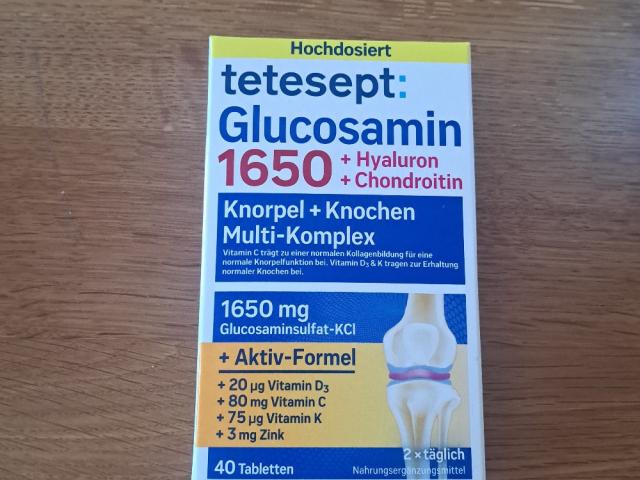 Hochdosiert
tetesept:
Glucosamin
1650 + Hyaluron
+ Chondroitin
Knorpel + Knochen
Multi-Komplex
Vitamin C trägt zu einer normalen Kollagenbildung für eine
normale Knorpelfunktion bei. Vitamin D3 & K tragen zur Erhaltung
normaler Knochen bei.
1650 mg
Glucosaminsulfat-KCl
+ Aktiv-Formel
+ 20 µg Vitamin D3
+ 80 mg Vitamin C
+ 75 µg Vitamin K
+ 3 mg Zink
2 x täglich
40 Tabletten
Nahrungsergänzungsmittel